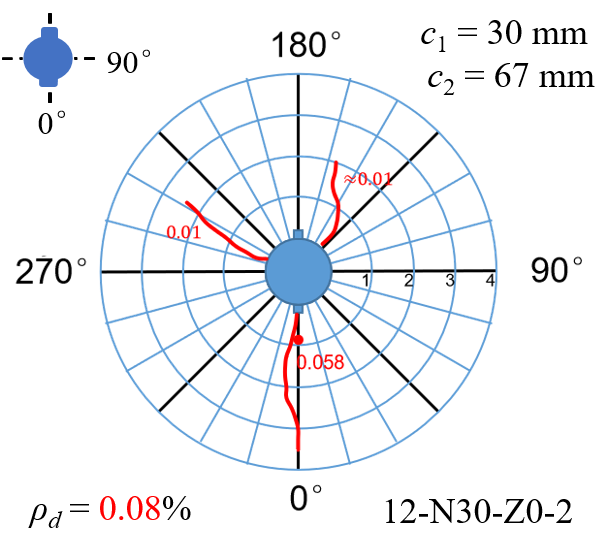 180°
c₁ = 30 mm
c₂ = 67 mm
90°
0°
≈0.01
0.01
270°
1 2 3 4
90°
0.058
0°
ρd = 0.08%
12-N30-Z0-2